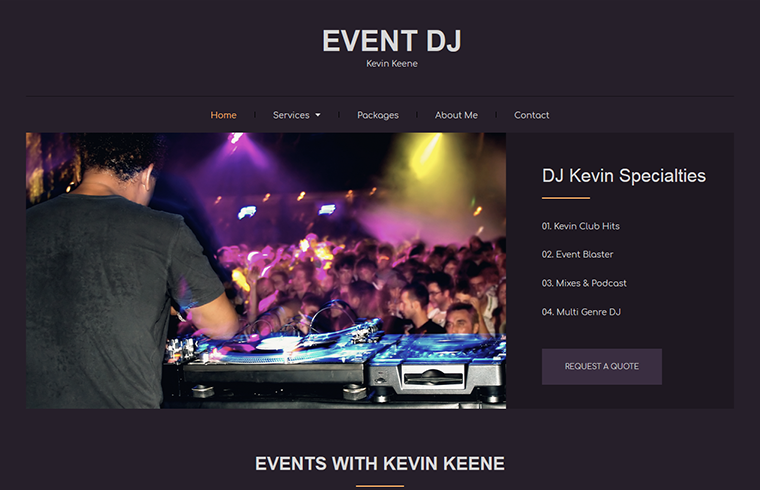 EVENT DJ
Kevin Keene
Home
Services
Packages
About Me
Contact
DJ Kevin Specialties
01. Kevin Club Hits
02. Event Blaster
03. Mixes & Podcast
04. Multi Genre DJ
REQUEST A QUOTE
EVENTS WITH KEVIN KEENE